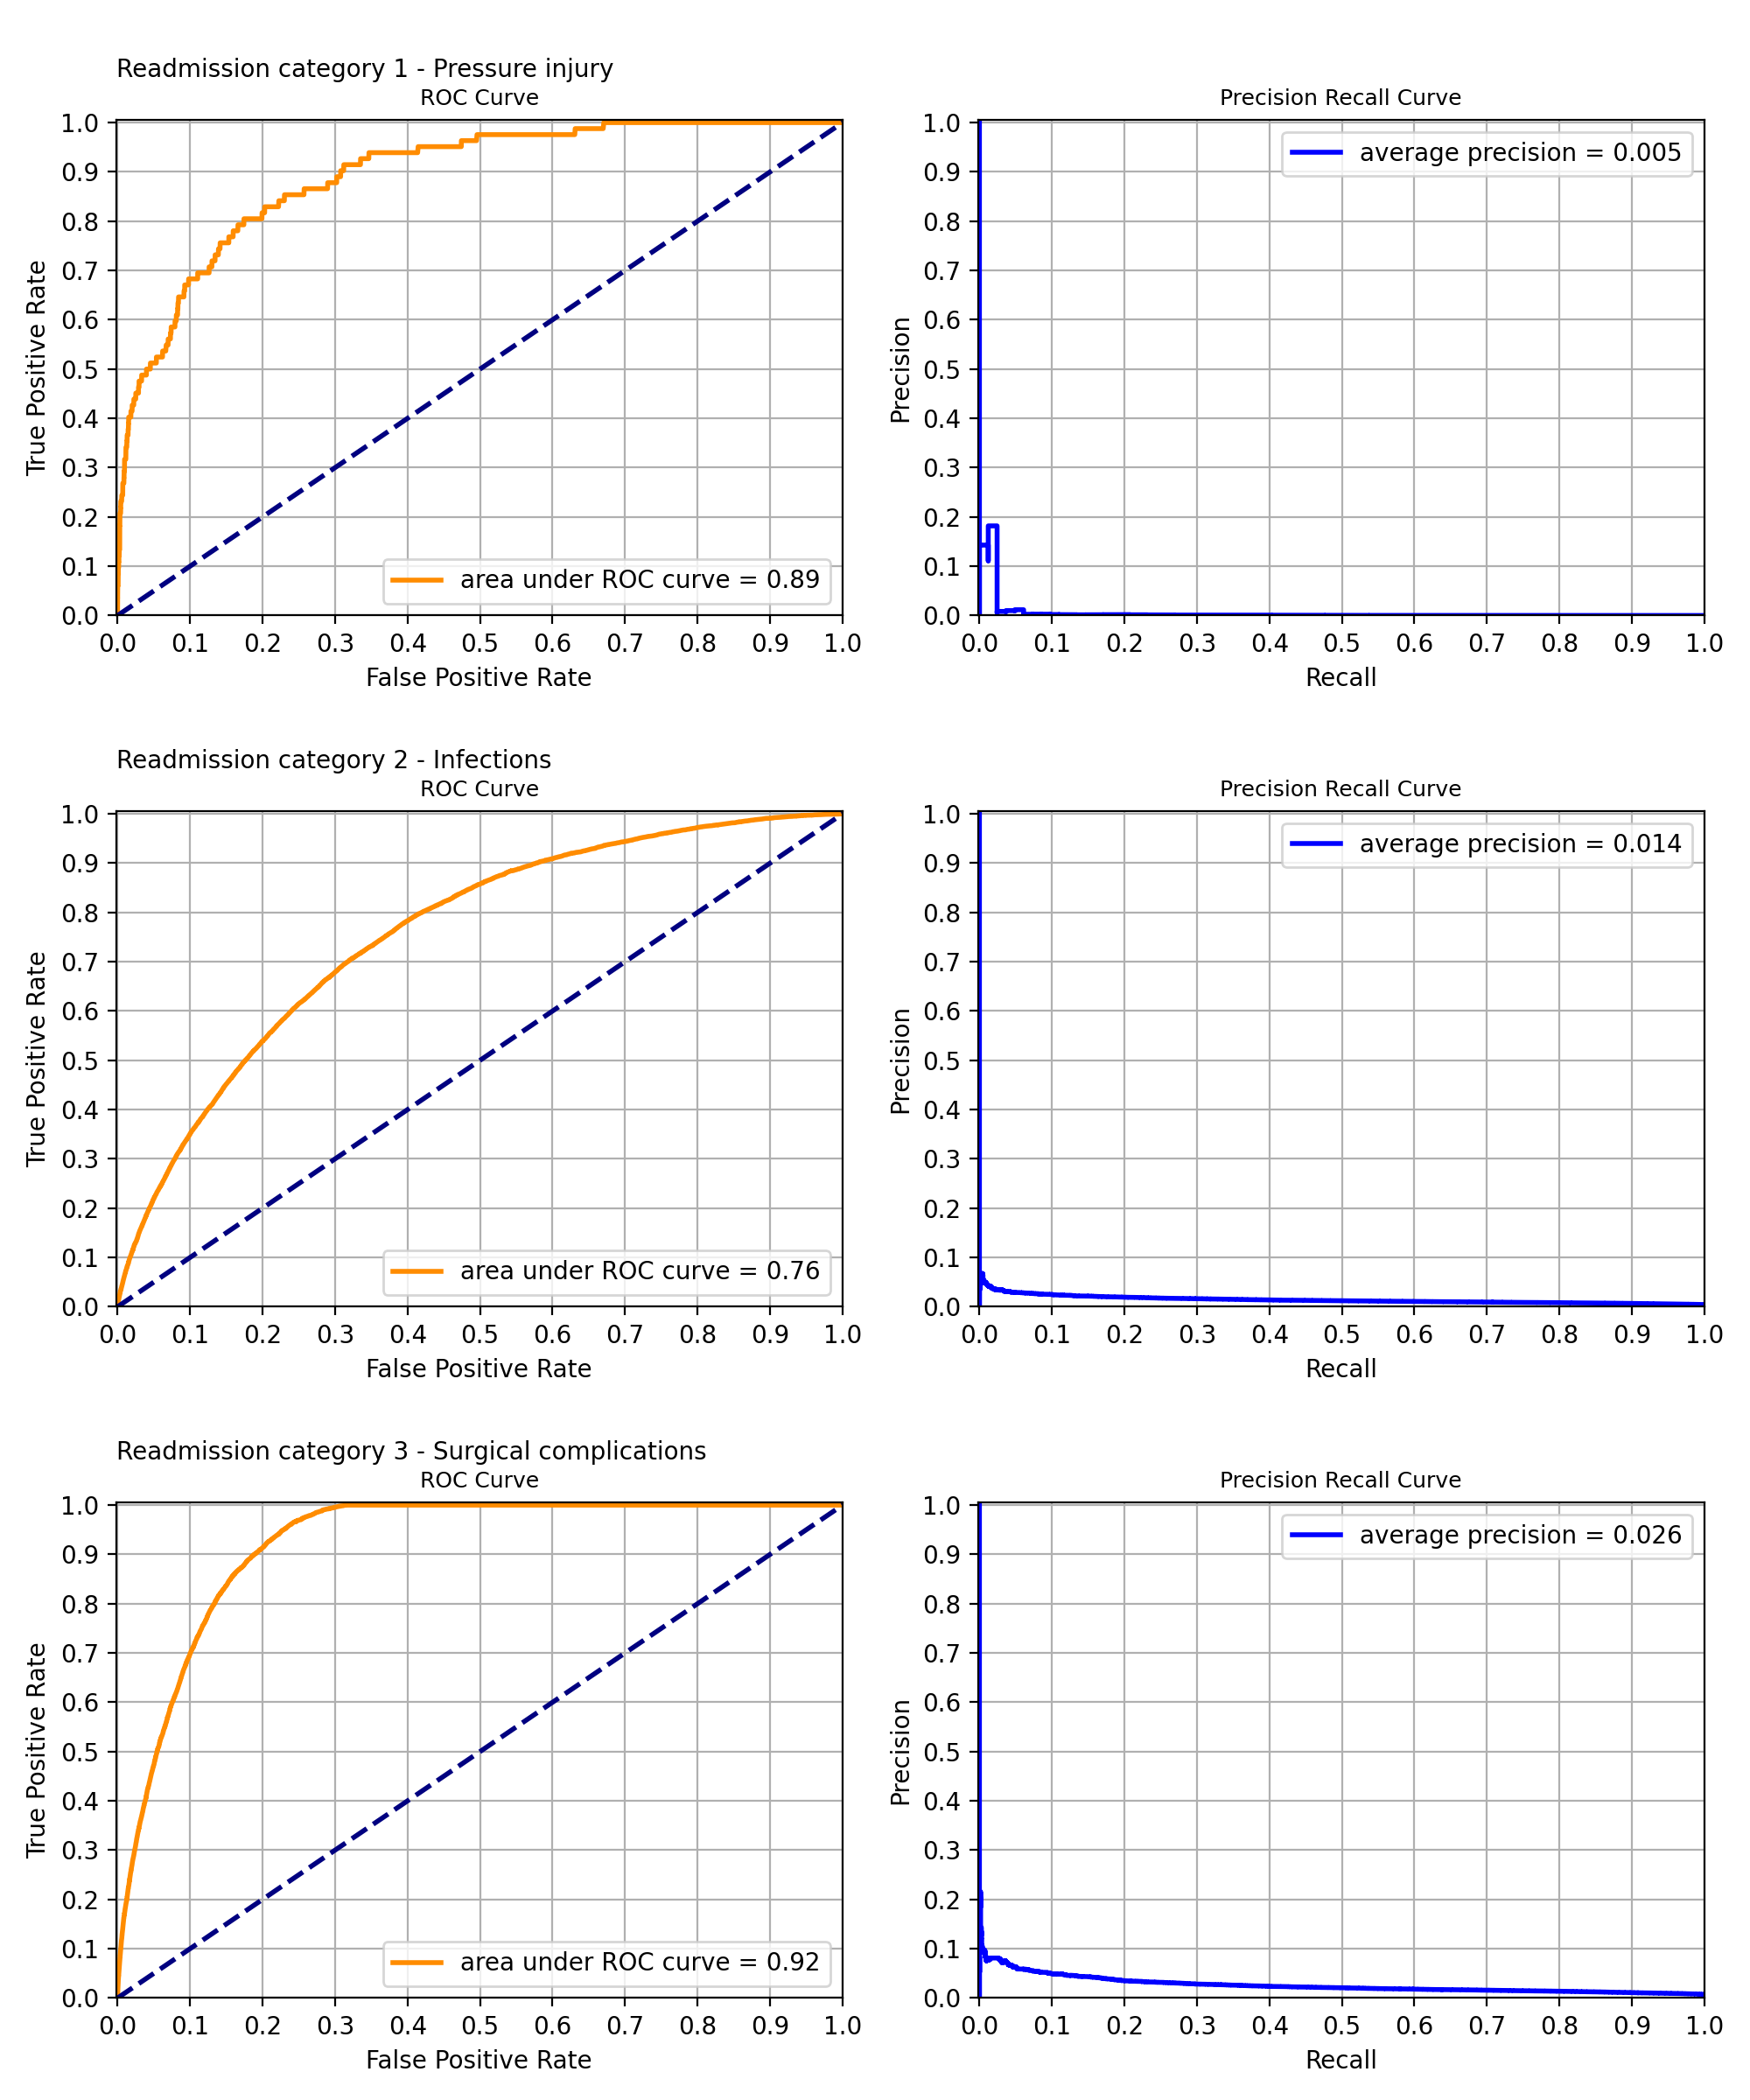 Readmission category 1 - Pressure injury
ROC Curve
1.0
0.9
0.8
0.7
0.6
0.5
0.4
0.3
0.2
0.1
0.0
True Positive Rate
area under ROC curve = 0.89
0.0 0.1 0.2 0.3 0.4 0.5 0.6 0.7 0.8 0.9 1.0
False Positive Rate
Precision Recall Curve
1.0
0.9
0.8
0.7
0.6
0.5
0.4
0.3
0.2
0.1
0.0
Precision
average precision = 0.005
0.0 0.1 0.2 0.3 0.4 0.5 0.6 0.7 0.8 0.9 1.0
Recall
Readmission category 2 - Infections
ROC Curve
1.0
0.9
0.8
0.7
0.6
0.5
0.4
0.3
0.2
0.1
0.0
True Positive Rate
area under ROC curve = 0.76
0.0 0.1 0.2 0.3 0.4 0.5 0.6 0.7 0.8 0.9 1.0
False Positive Rate
Precision Recall Curve
1.0
0.9
0.8
0.7
0.6
0.5
0.4
0.3
0.2
0.1
0.0
Precision
average precision = 0.014
0.0 0.1 0.2 0.3 0.4 0.5 0.6 0.7 0.8 0.9 1.0
Recall
Readmission category 3 - Surgical complications
ROC Curve
1.0
0.9
0.8
0.7
0.6
0.5
0.4
0.3
0.2
0.1
0.0
True Positive Rate
area under ROC curve = 0.92
0.0 0.1 0.2 0.3 0.4 0.5 0.6 0.7 0.8 0.9 1.0
False Positive Rate
Precision Recall Curve
1.0
0.9
0.8
0.7
0.6
0.5
0.4
0.3
0.2
0.1
0.0
Precision
average precision = 0.026
0.0 0.1 0.2 0.3 0.4 0.5 0.6 0.7 0.8 0.9 1.0
Recall